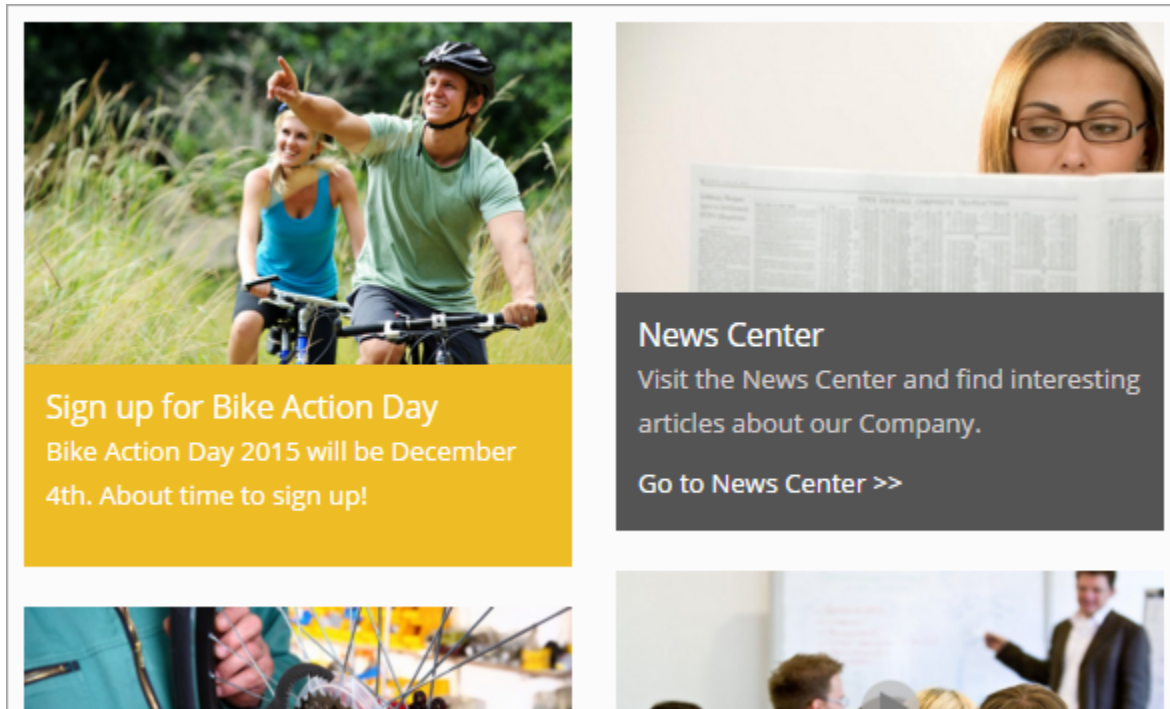 Sign up for Bike Action Day
Bike Action Day 2015 will be December
4th. About time to sign up!
News Center
Visit the News Center and find interesting
articles about our Company.
Go to News Center >>